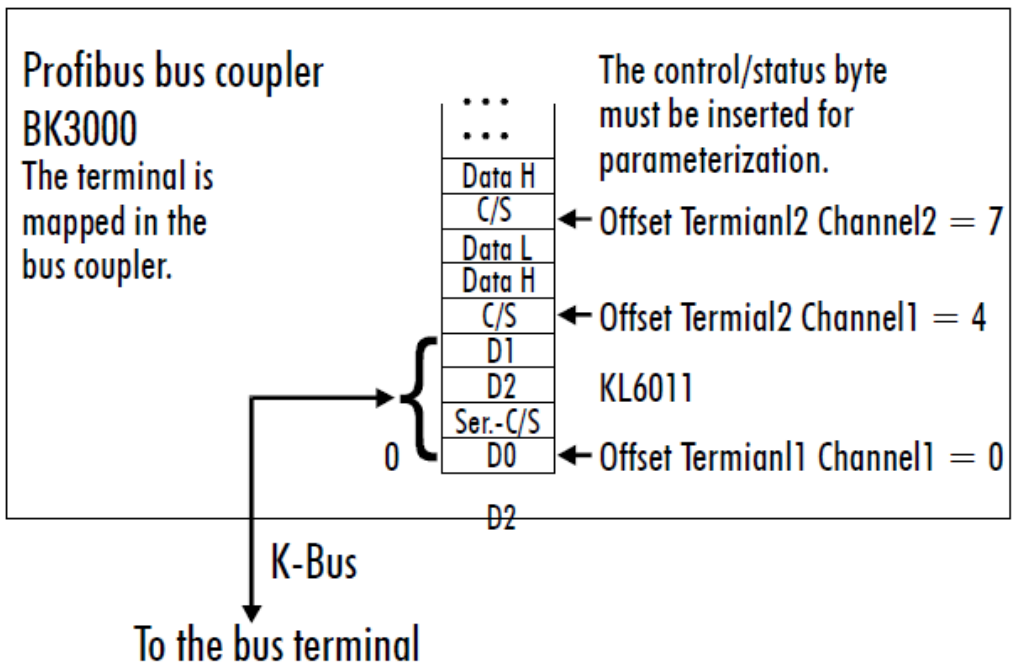 Profibus bus coupler
BK3000
The terminal is
mapped in the
bus coupler.
The control/status byte
must be inserted for
parameterization.
...
...
Data H
C/S
Offset Termianl2 Channel2 = 7
Data L
Data H
C/S
Offset Termial2 Channel1 = 4
D1
D2
KL6011
Ser.-C/S
0
D0
Offset Termianl1 Channel1 = 0
D2
K-Bus
To the bus terminal